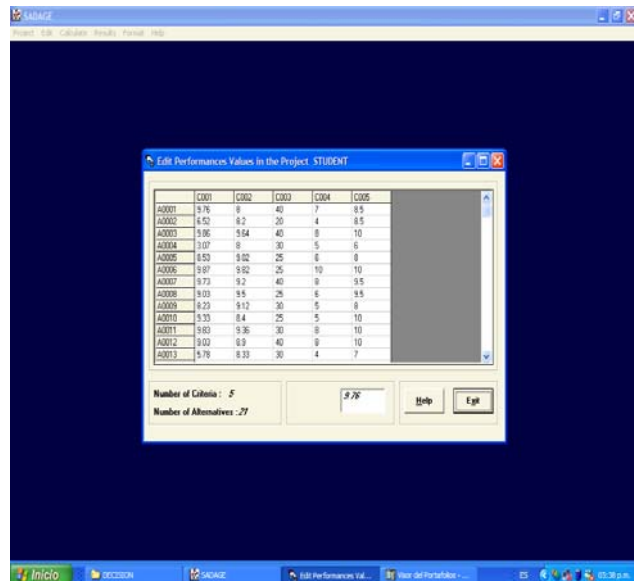 SADAGE
Project Edit Calculate Results Format Help
Edit Performances Values in the Project STUDENT
C001 C002 C003 C004 C005
A0001 9.76 8 40 7 8.5
A0002 6.52 8.2 20 4 8.5
A0003 9.86 9.64 40 8 10
A0004 3.07 8 30 5 6
A0005 8.53 9.02 25 6 8
A0006 9.87 9.82 25 10 10
A0007 9.73 9.2 40 8 9.5
A0008 9.03 9.5 25 6 9.5
A0009 8.23 9.12 30 5 8
A0010 9.33 8.4 25 5 10
A0011 9.83 9.36 30 8 10
A0012 9.03 8.9 40 8 10
A0013 5.78 8.33 30 4 7
Number of Criteria : 5
Number of Alternatives : 21
9.76
Help
Exit
Inicio
DECISION
SADAGE
Edit Performances Val...
Visor del Portafolios - ...
ES
03:38 p.m.